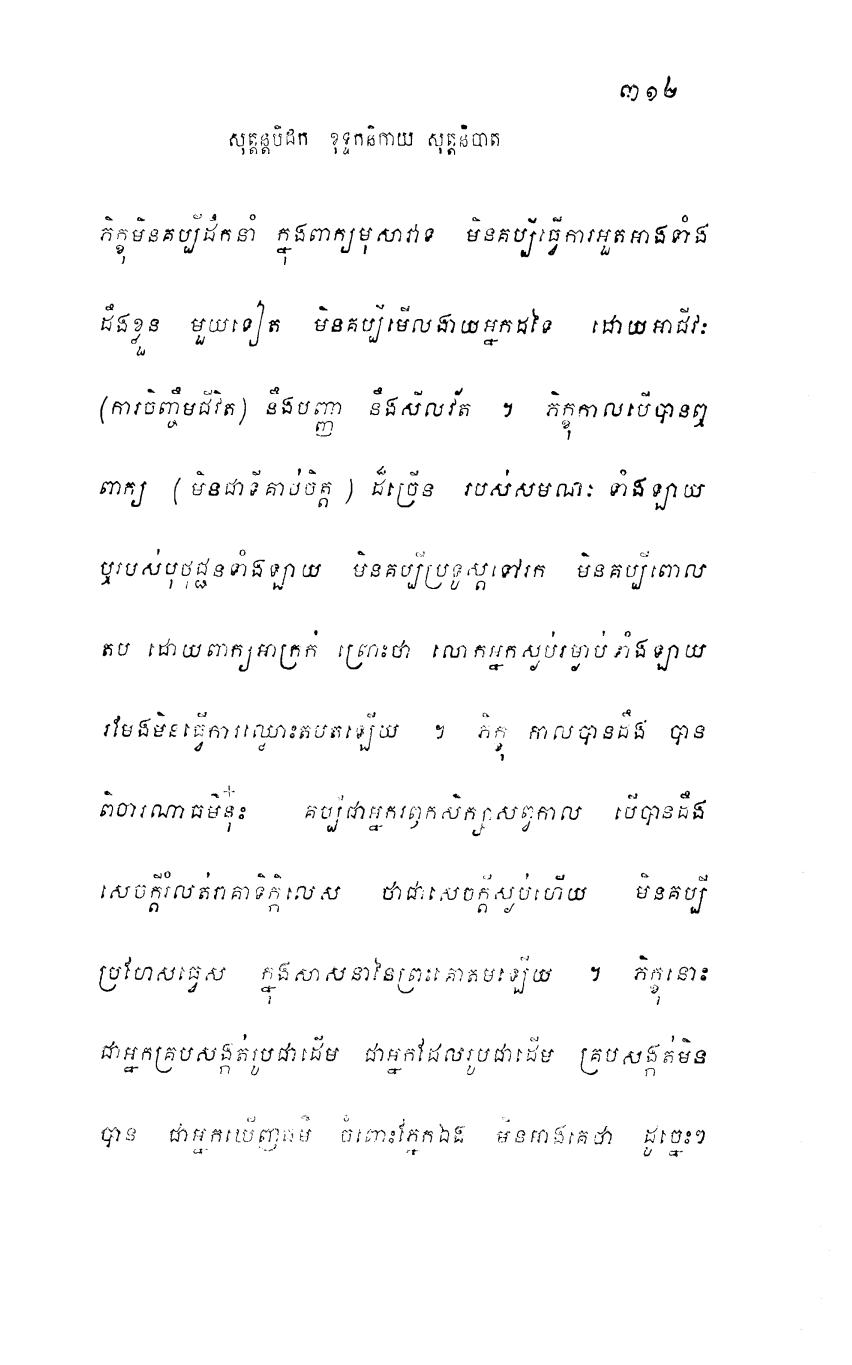 ៣១២
សុត្តន្តបិដក ខុទ្ទកនិកាយ សុត្តនិបាត
ភិក្ខុមិនគប្បីដឹកនាំ ក្នុងពាក្យមុសាវាទ មិនគប្បីធ្វើការអួតអាងទាំង
ដឹងខ្លួន មួយទៀត មិនគប្បីមើលងាយអ្នកដទៃ ដោយអាជីវៈ
(ការចិញ្ចឹមជីវិត) នឹងបញ្ញា នឹងសីលវ័ត ។ ភិក្ខុកាលបើបានឮ
ពាក្យ (មិនជាទីគាប់ចិត្ត) ដ៏ច្រើន របស់សមណៈ ទាំងឡាយ
ឬរបស់បុថុជ្ជនទាំងឡាយ មិនគប្បីប្រទូស្តទៅរក មិនគប្បីពោល
តប ដោយពាក្យអាក្រក់ ព្រោះថា លោកអ្នកស្ងប់រម្ងាប់ទាំងឡាយ
រមែងមិនធ្វើការឈ្លោះតបតឡើយ ។ ភិក្ខុ កាលបានដឹង បាន
ពិចារណាធម៌នុ៎ះ គប្បីជាអ្នករឭកសិក្សាសព្វកាល បើបានដឹង
សេចក្តីរំលត់រាគាទិក្កិលេស ថាជាសេចក្តីស្ងប់ហើយ មិនគប្បី
ប្រហែសធ្វេស ក្នុងសាសនានៃព្រះគោតមឡើយ ។ ភិក្ខុនោះ
ជាអ្នកគ្របសង្កត់រូបជាដើម ជាអ្នកដែលរូបជាដើម គ្របសង្កត់មិន
បាន ជាអ្នកឃើញធម៌ ចំពោះភ្នែកឯង មិនអាងគេថា ដូច្នេះៗ